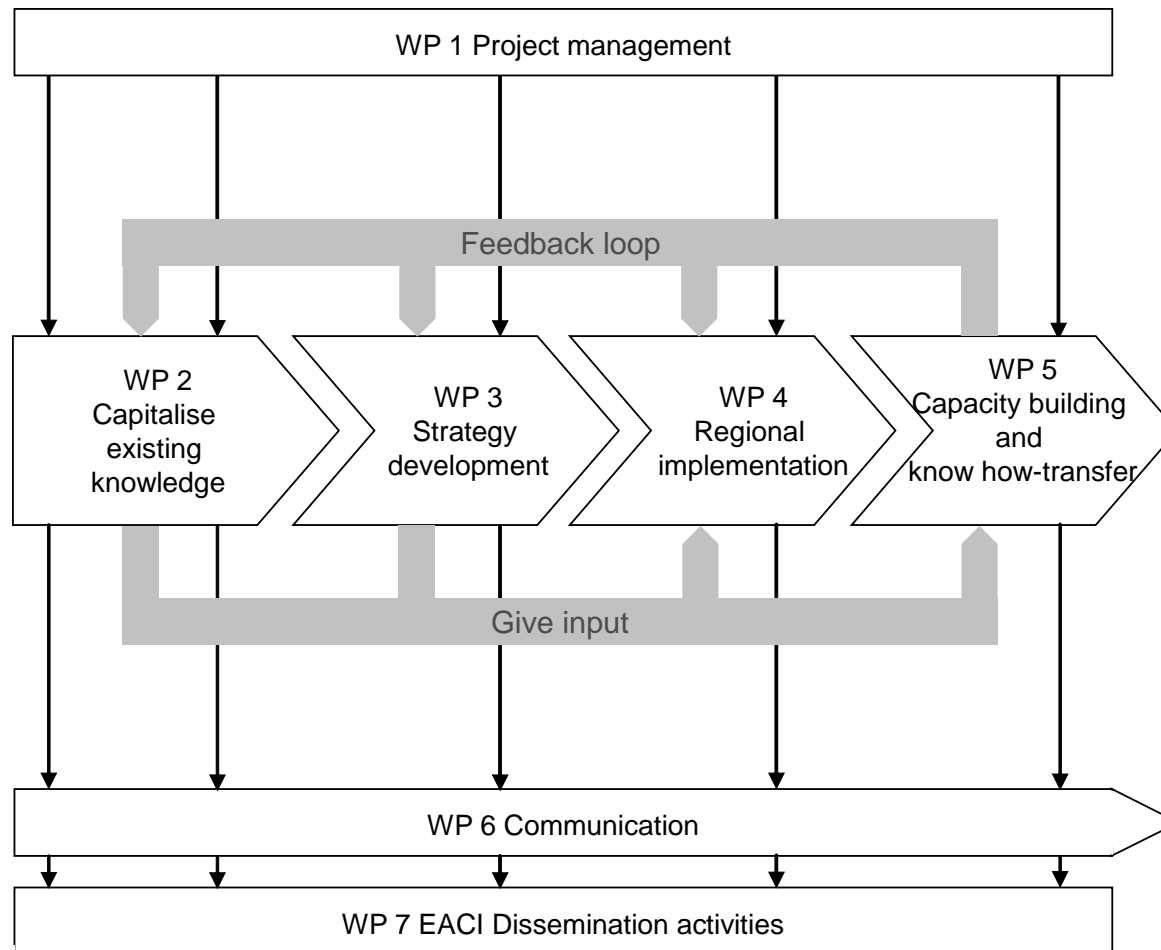 WP 1 Project management
Feedback loop
WP 2
Capitalise
existing
knowledge
WP 3
Strategy
development
WP 4
Regional
implementation
WP 5
Capacity building
and
know how-transfer
Give input
WP 6 Communication
WP 7 EACI Dissemination activities